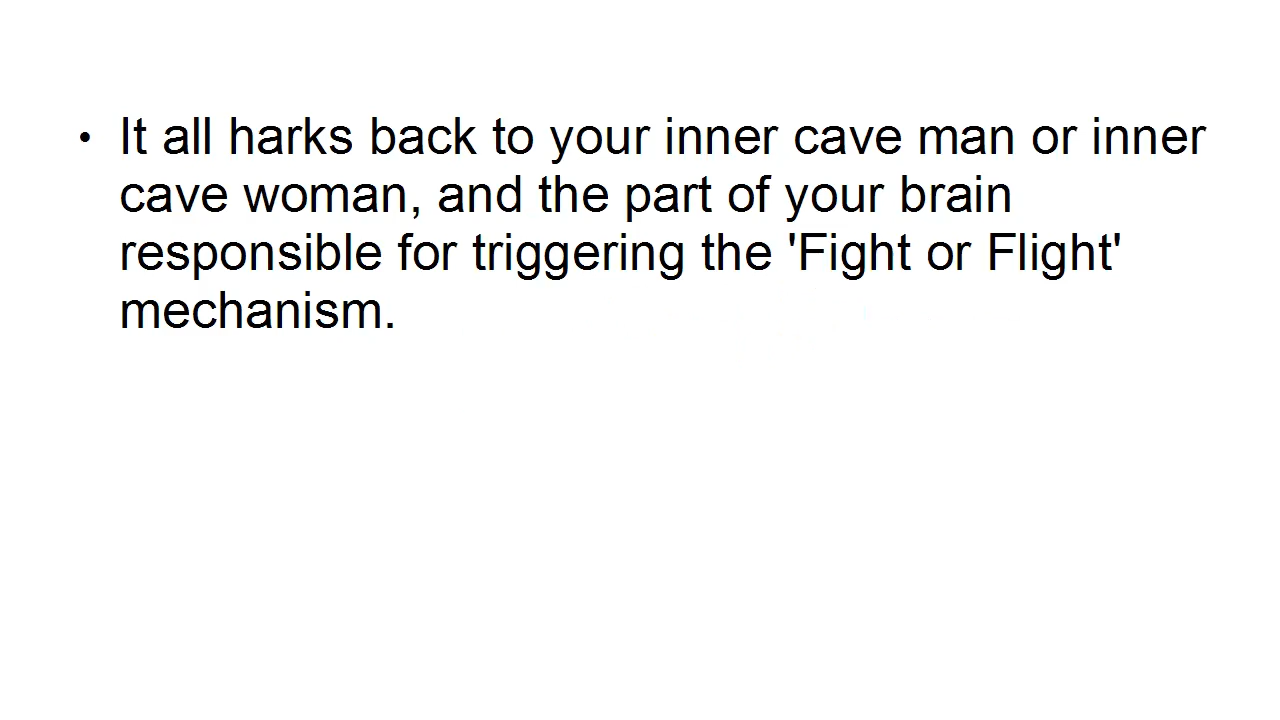 • It all harks back to your inner cave man or inner
cave woman, and the part of your brain
responsible for triggering the 'Fight or Flight'
mechanism.